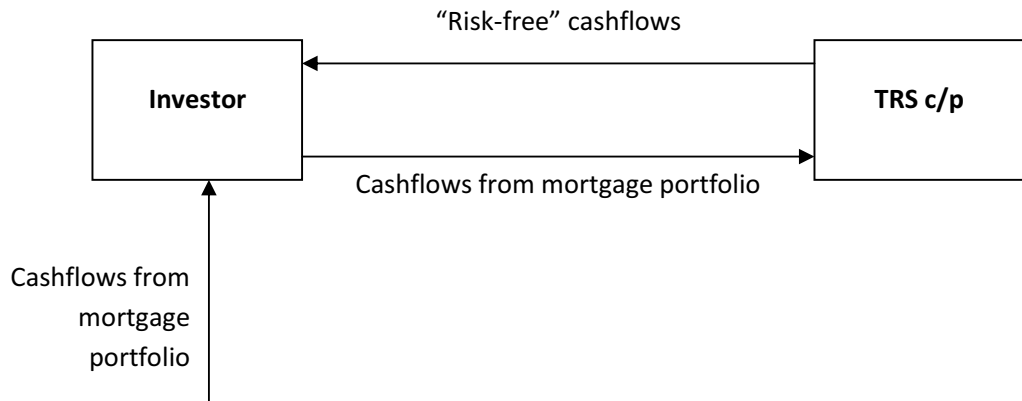 “Risk-free” cashflows
Investor
TRS c/p
Cashflows from mortgage portfolio
Cashflows from
mortgage
portfolio